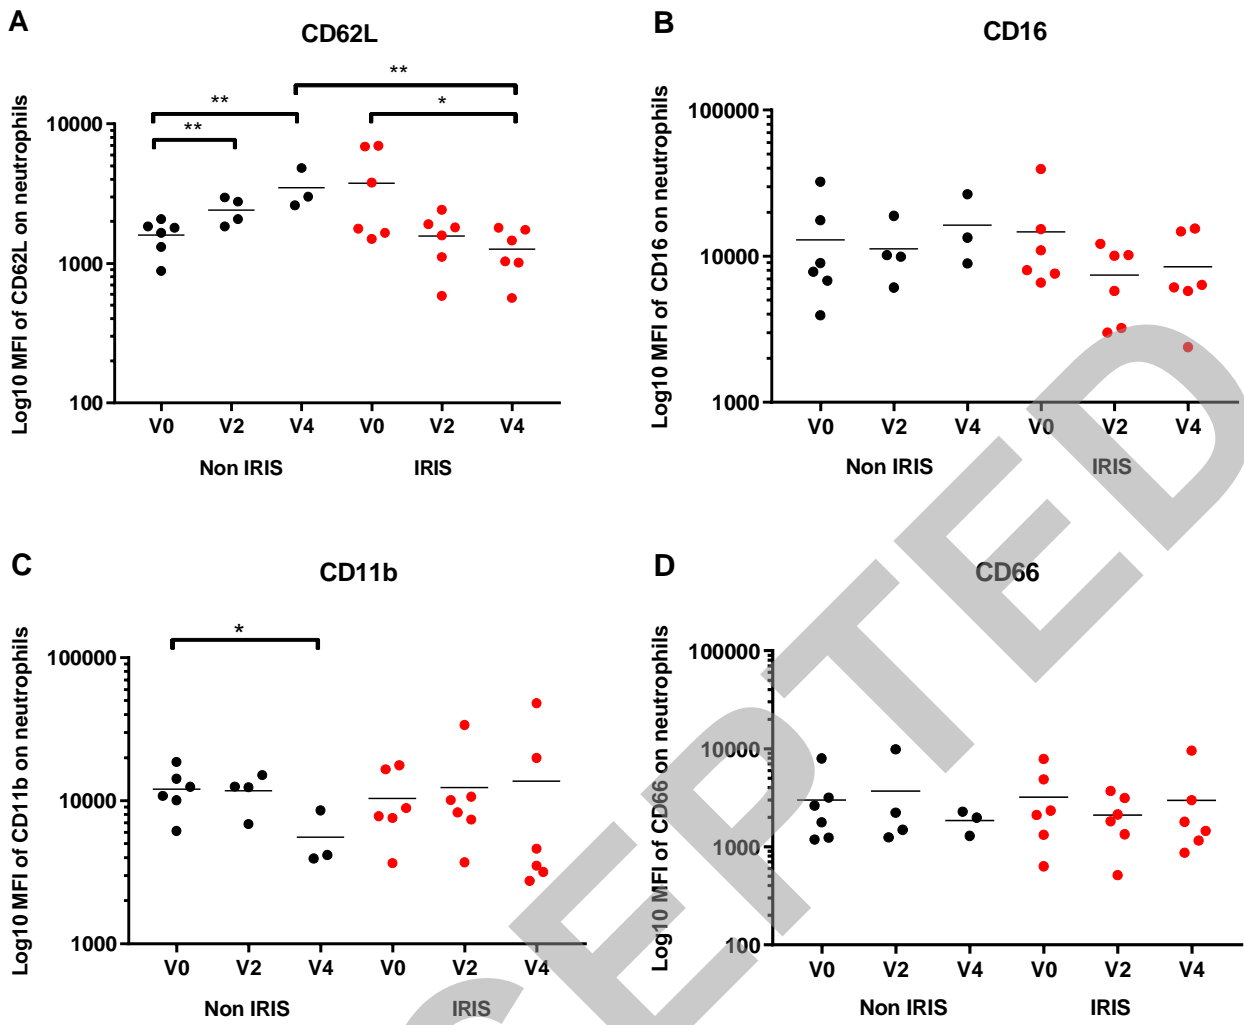 A
CD62L
**
**
*
**
Log10 MFI of CD62L on neutrophils
10000
1000
100
V0 V2 V4 V0 V2 V4
Non IRIS IRIS
B
CD16
Log10 MFI of CD16 on neutrophils
100000
10000
1000
V0 V2 V4 V0 V2 V4
Non IRIS IRIS
C
CD11b
*
Log10 MFI of CD11b on neutrophils
100000
10000
1000
V0 V2 V4 V0 V2 V4
Non IRIS IRIS
D
CD66
Log10 MFI of CD66 on neutrophils
100000
10000
1000
100
V0 V2 V4 V0 V2 V4
Non IRIS IRIS
CEPTED